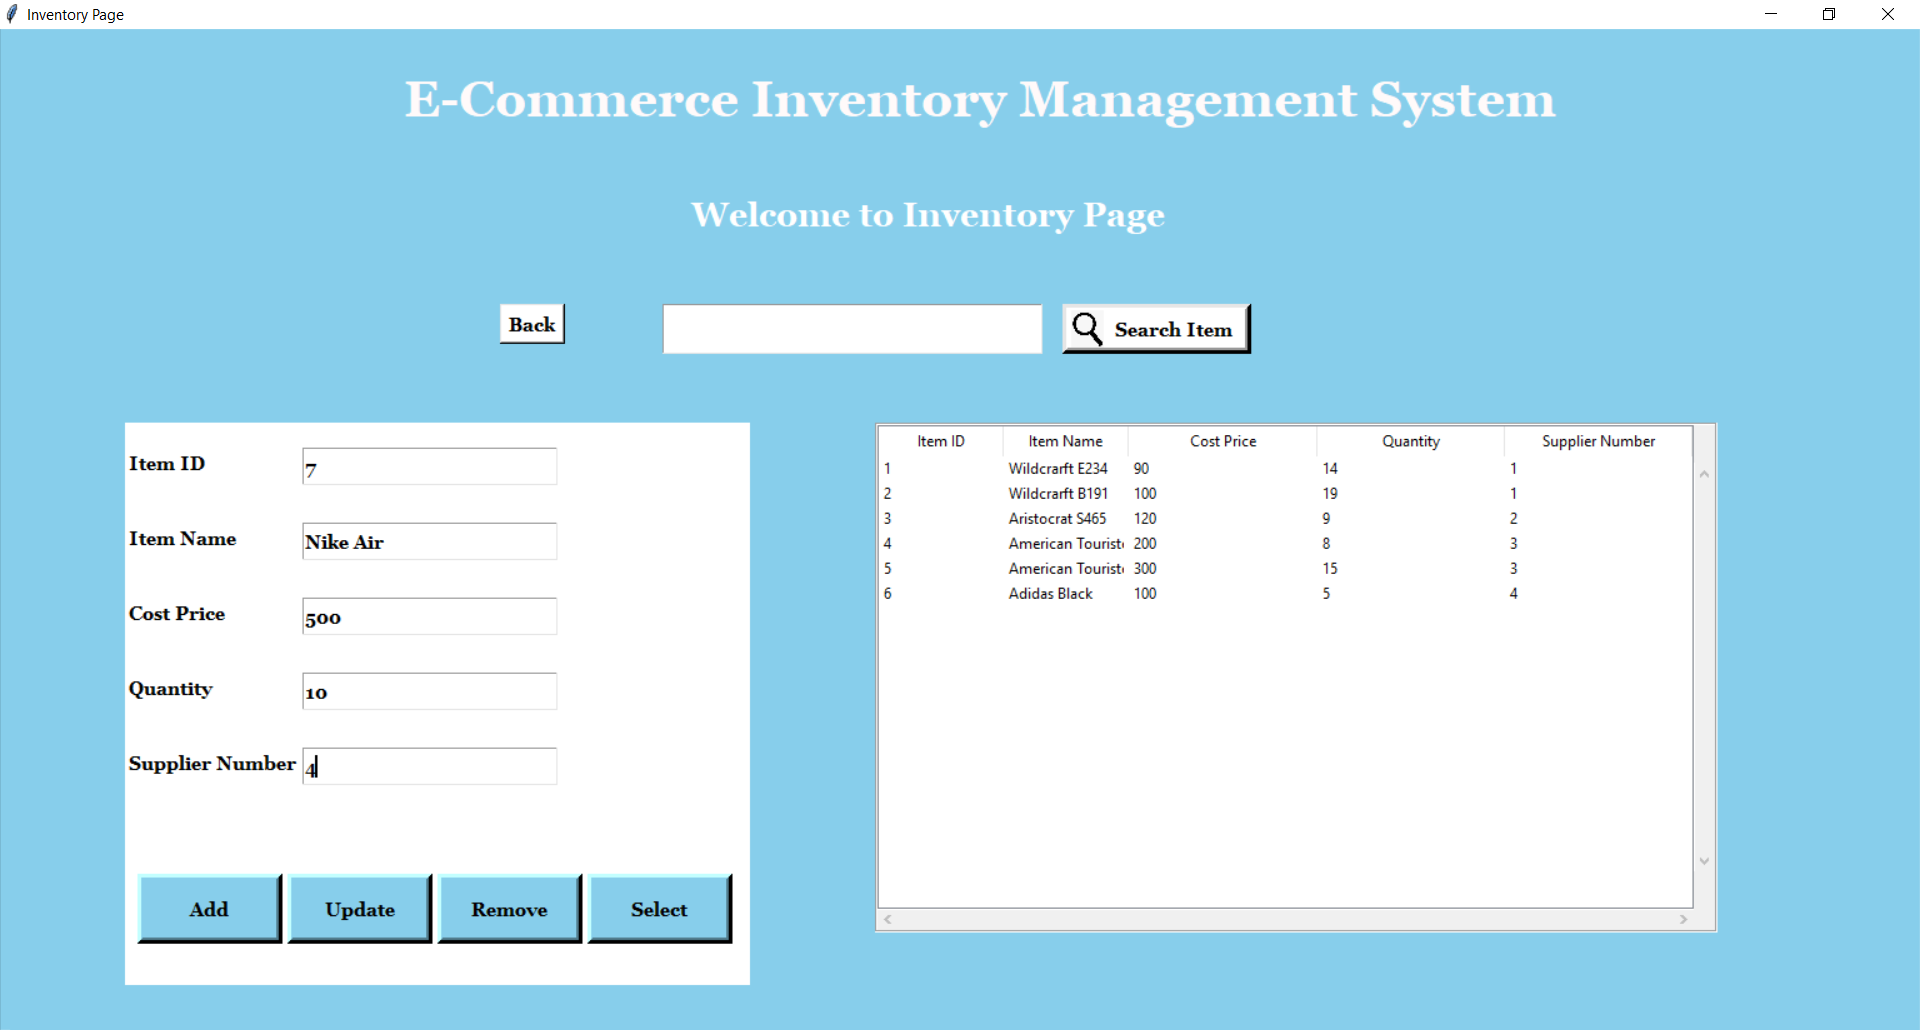 Inventory Page
E-Commerce Inventory Management System
Welcome to Inventory Page
Back
Search Item
Item ID 7
Item Name Nike Air
Cost Price 500
Quantity 10
Supplier Number 4
Add Update Remove Select
Item ID Item Name Cost Price Quantity Supplier Number
1 Wildcrarft E234 90 14 1
2 Wildcrarft B191 100 19 1
3 Aristocrat S465 120 9 2
4 American 200 8 3
5 American 300 15 3
6 Adidas Black 100 5 4